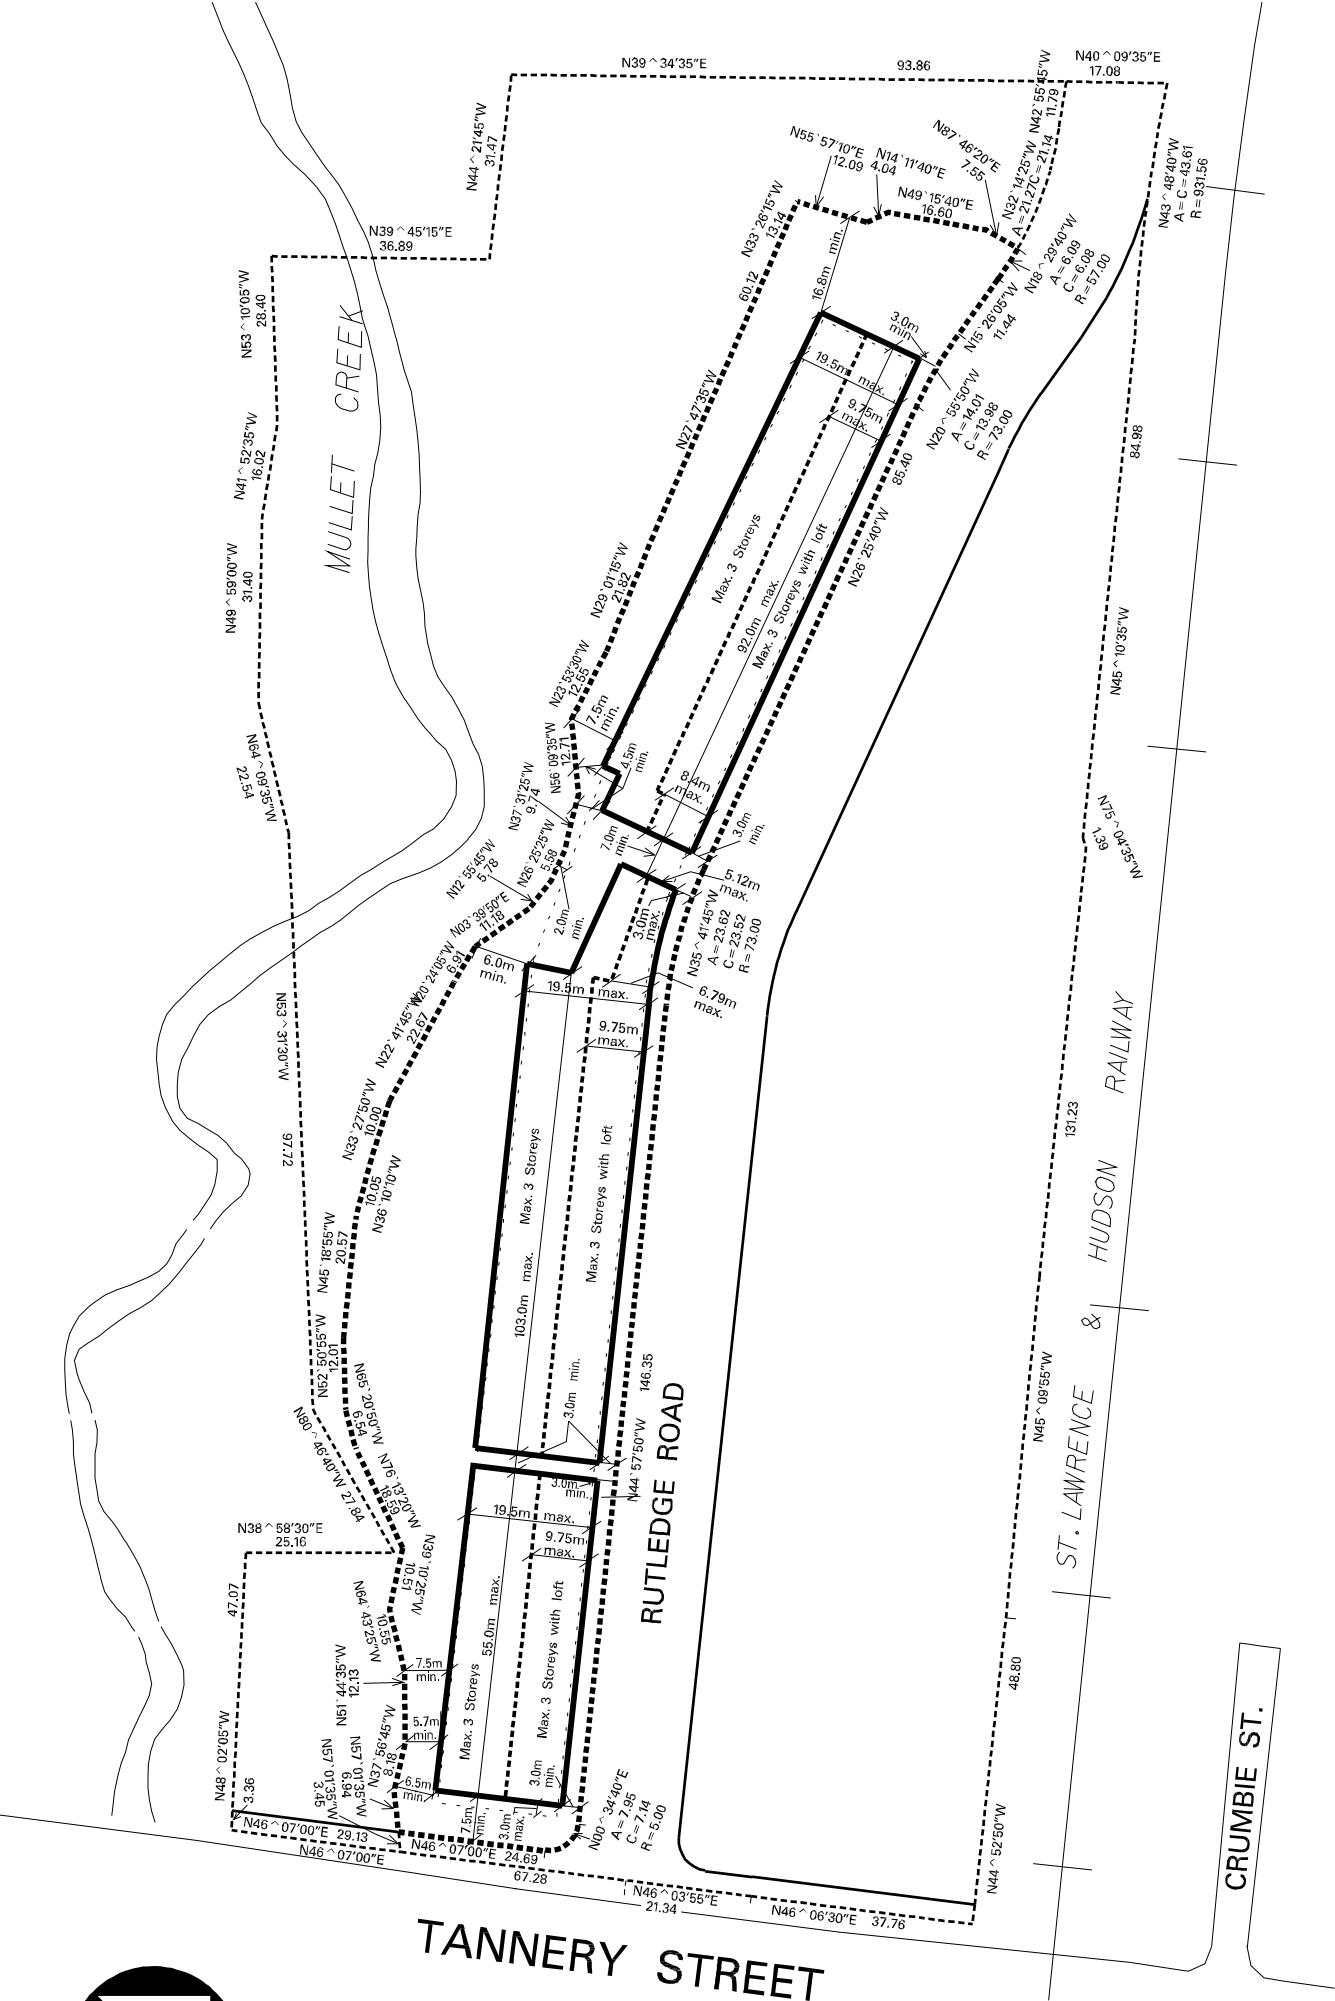 N39^34'35"E
93.86
N40^09'35"E
17.08
N42`55'45"W
11.79
N44^21'45"W
31.47
N87`46'20"E
7.55
N55`57'10"E
12.09
N14`11'40"E
4.04
N49`15'40"E
16.60
N32`14'25"W
A=21.27 C=21.14
N43^48'40"W
A=C=43.61
R=931.56
N33`26'15"W
13.14
N39^45'15"E
36.89
16.8m min.
N18^29'40"W
A=6.09
C=6.08
R=57.00
N53^10'05"W
28.40
60.12
N15`26'05"W
11.44
3.0m
min.
MULLET CREEK
19.5m max.
9.75m
max.
N20^55'50"W
A=14.01
C=13.98
R=73.00
N27`47'35"W
N41^52'35"W
16.02
84.98
85.40
N26`25'40"W
Max. 3 Storeys
92.0m max.
Max. 3 Storeys with loft
N49^59'00"W
31.40
N29`01'15"W
21.82
N45^10'35"W
N23`53'30"W
12.55
7.5m
min.
N56`09'35"W
12.71
4.5m
min.
8.4m
max.
N64^09'35"W
22.54
N37`31'25"W
9.74
7.0m
min.
3.0m
min.
N75^04'35"W
1.39
N26`25'25"W
5.58
N12`55'45"W
5.78
5.12m
max.
N03`39'50"E
11.18
2.0m
min.
3.0m
max.
N35^41'45"W
A=23.62
C=23.52
R=73.00
N20`24'05"W
6.91
6.0m
min.
19.5m max.
6.79m
max.
N22`41'45"W
22.67
9.75m
max.
N53^31'30"W
97.72
N33`27'50"W
10.00
10.05
N36`10'10"W
131.23
Max. 3 Storeys
Max. 3 Storeys with loft
103.0m max.
N45`18'55"W
20.57
ST. LAWRENCE & HUDSON RAILWAY
N52`50'55"W
12.01
N65`20'50"W
6.54
3.0m min.
146.35
N45^09'55"W
N80^46'40"W 27.84
N76`13'20"W
18.59
N44`57'50"W
3.0m
min.
RUTLEDGE ROAD
19.5m max.
9.75m
max.
N38^58'30"E
25.16
N39`10'25"W
10.51
47.07
N64`43'25"W
10.55
Max. 3 Storeys
55.0m max.
Max. 3 Storeys with loft
7.5m
min.
N51`44'35"W
12.13
48.80
5.7m
min.
N37`56'45"W
8.18
N48^02'05"W
3.36
N57`01'35"W
3.45
N57`01'35"W
6.94
6.5m
min.
3.0m
min.
7.5m
min.
3.0m
max.
N00^34'40"E
A=7.95
C=7.14
R=5.00
N44^52'50"W
CRUMBIE ST.
N46^07'00"E 29.13
N46^07'00"E
N46^07'00"E
24.69
67.28
N46^03'55"E
21.34
N46^06'30"E 37.76
TANNERY STREET